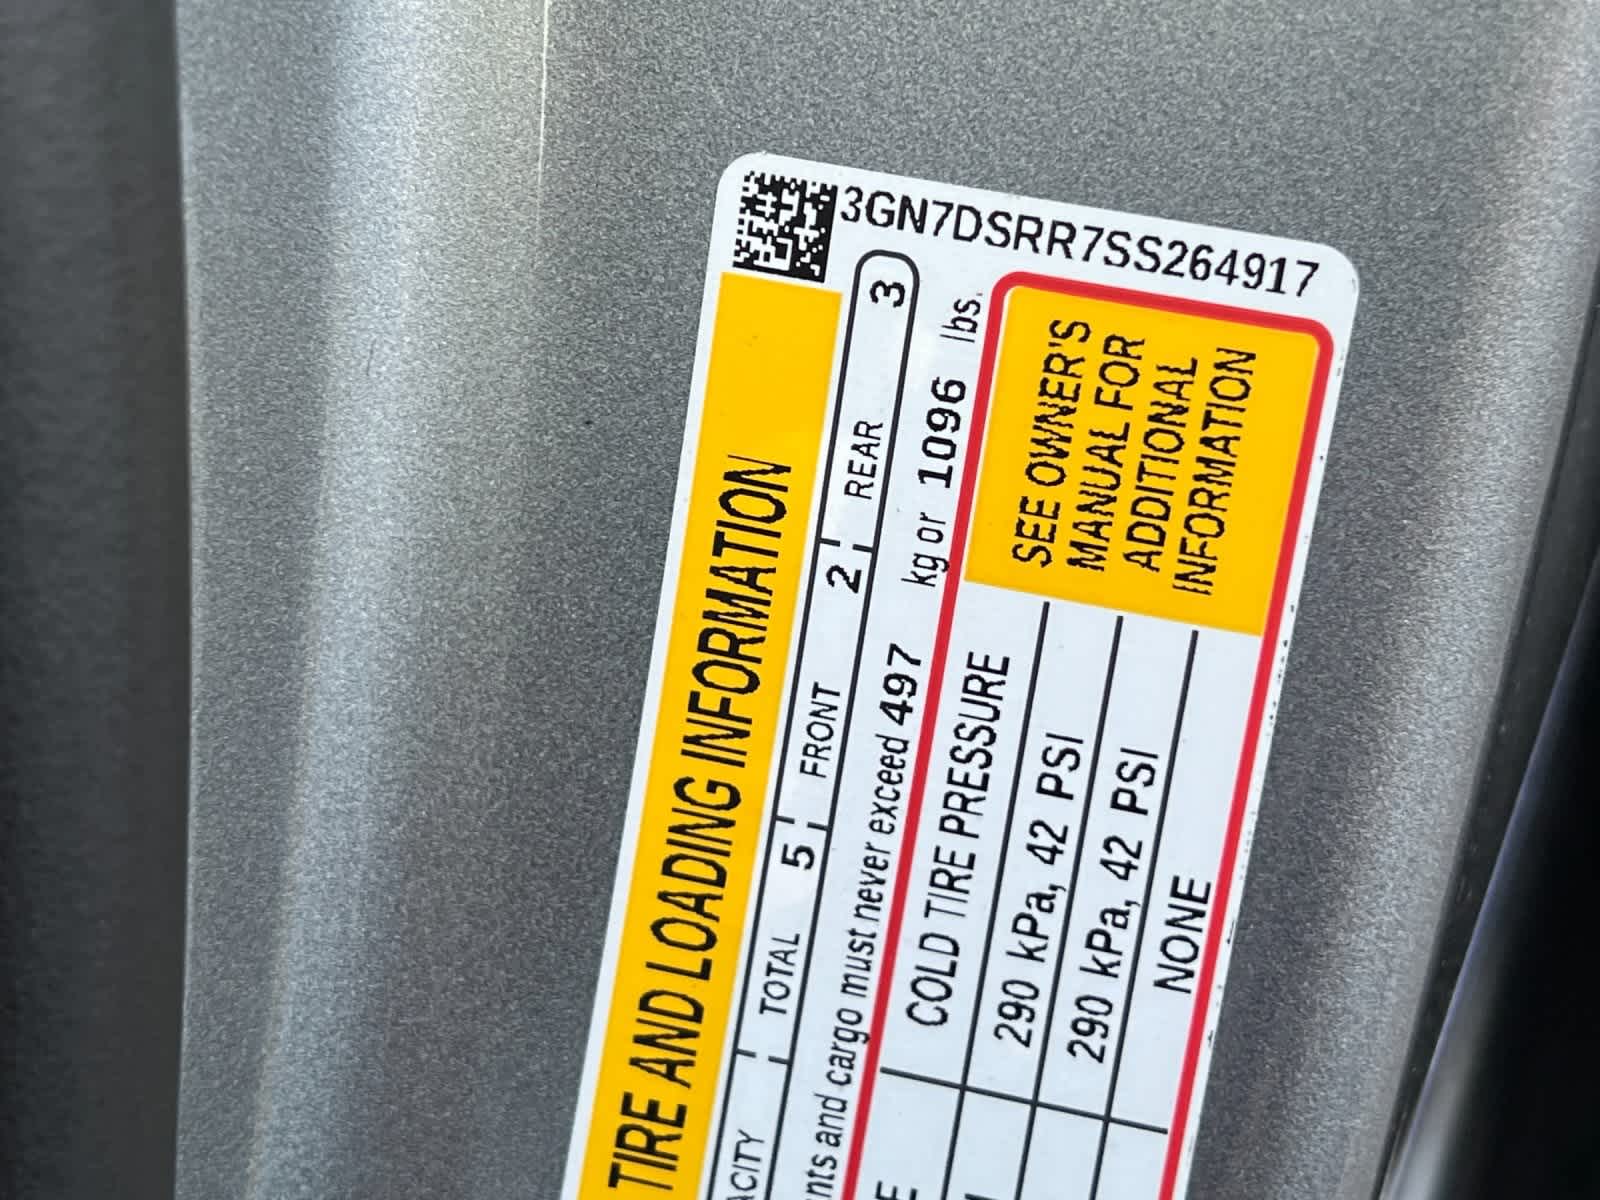 3GN7DSRR7SS264917
TIRE AND LOADING INFORMATION
TOTAL 5 FRONT 2 REAR 3
and cargo must never exceed 497 kg or 1096 lbs.
COLD TIRE PRESSURE
290 kPa, 42 PSI
290 kPa, 42 PSI
NONE
SEE OWNER'S
MANUAL FOR
ADDITIONAL
INFORMATION